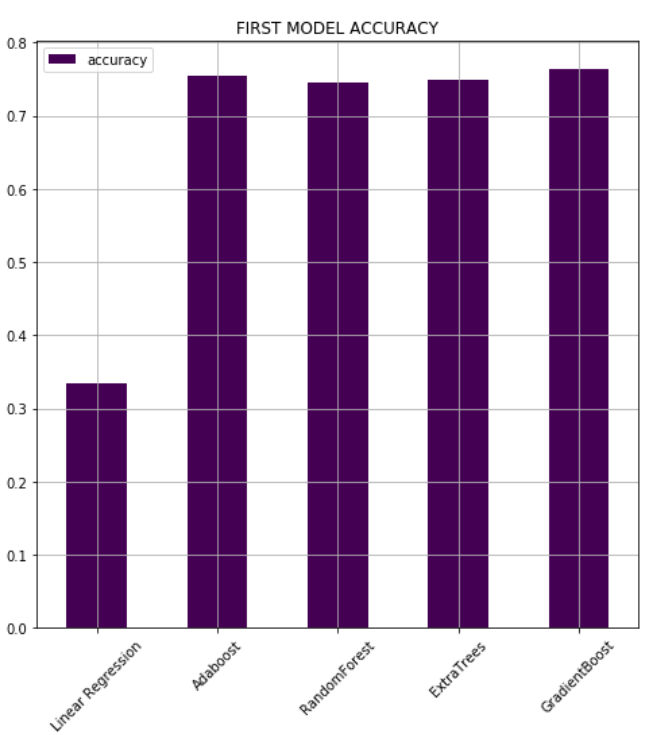 FIRST MODEL ACCURACY
accuracy
0.8
0.7
0.6
0.5
0.4
0.3
0.2
0.1
0.0
Linear Regression
Adaboost
RandomForest
ExtraTrees
GradientBoost